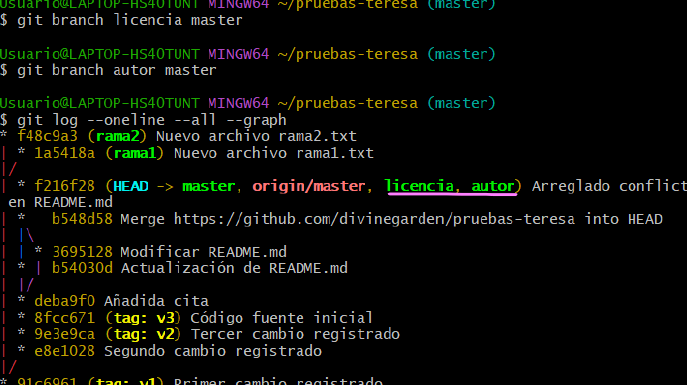 Usuario@LAPTOP-HS40TUNT MINGW64 ~/pruebas-teresa (master)
$ git branch licencia master
Usuario@LAPTOP-HS40TUNT MINGW64 ~/pruebas-teresa (master)
$ git branch autor master
Usuario@LAPTOP-HS40TUNT MINGW64 ~/pruebas-teresa (master)
$ git log --oneline --all --graph
* f48c9a3 (rama2) Nuevo archivo rama2.txt
| * 1a5418a (rama1) Nuevo archivo rama1.txt
|/
| * f216f28 (HEAD -> master, origin/master, licencia, autor) Arreglado conflict
en README.md
| *   b548d58 Merge https://github.com/divinegarden/pruebas-teresa into HEAD
| |\
| | * 3695128 Modificar README.md
| * | b54030d Actualización de README.md
| |/
| * deba9f0 Añadida cita
| * 8fcc671 (tag: v3) Código fuente inicial
| * 9e3e9ca (tag: v2) Tercer cambio registrado
| * e8e1028 Segundo cambio registrado
|/
* 91c6961 (tag: v1) Primer cambio registrado